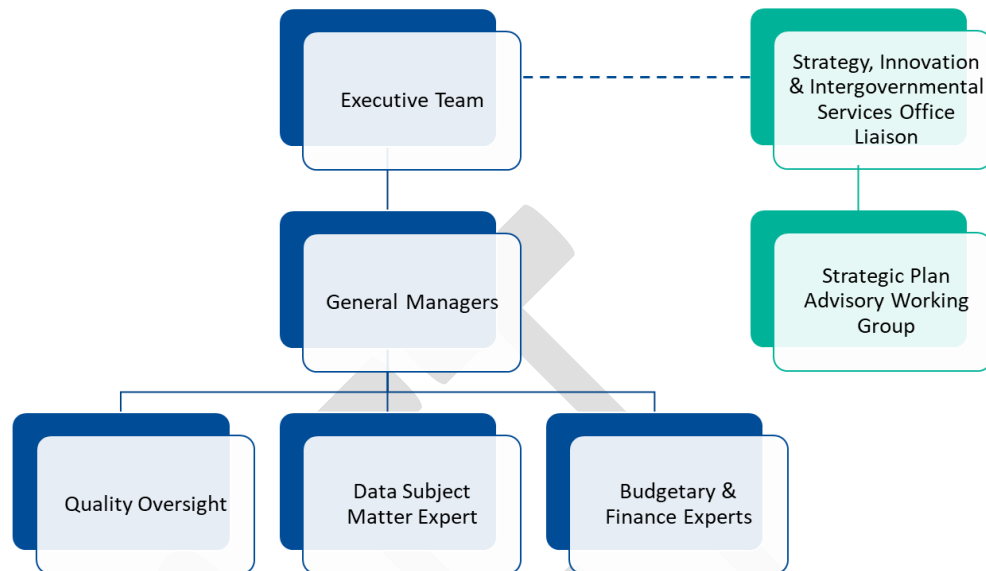 Executive Team
Strategy, Innovation
& Intergovernmental
Services Office
Liaison
General Managers
Strategic Plan
Advisory Working
Group
Quality Oversight
Data Subject
Matter Expert
Budgetary &
Finance Experts